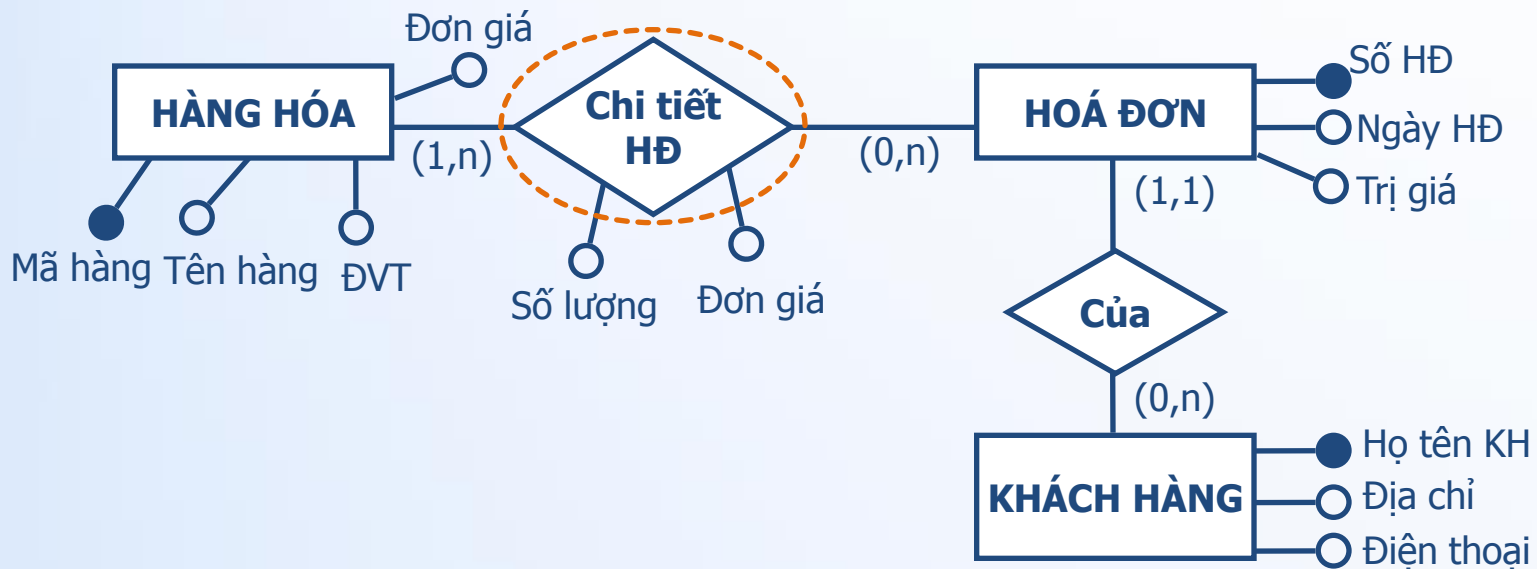 Đơn giá
HÀNG HÓA
(1,n)
Chi tiết
HĐ
(0,n)
HOÁ ĐƠN
Số HĐ
Ngày HĐ
Trị giá
(1,1)
Mã hàng
Tên hàng
ĐVT
Số lượng
Đơn giá
Của
(0,n)
KHÁCH HÀNG
Họ tên KH
Địa chỉ
Điện thoại